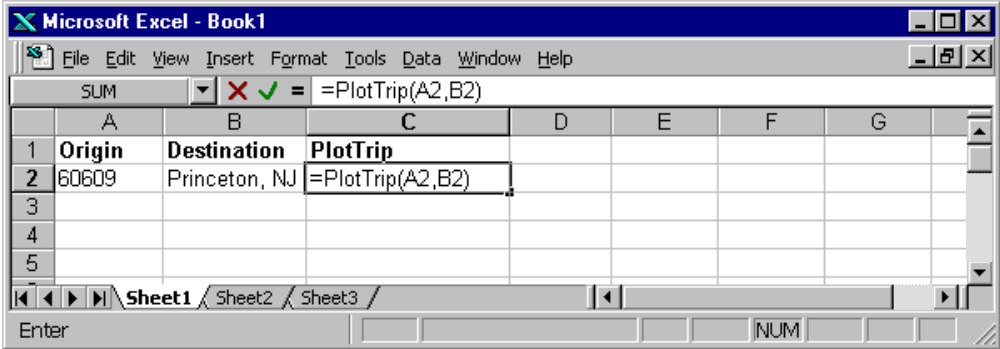 Microsoft Excel - Book1
File Edit View Insert Format Tools Data Window Help
SUM = =PlotTrip(A2,B2)
A B C D E F G
1 Origin Destination PlotTrip
2 60609 Princeton, NJ =PlotTrip(A2,B2)
3
4
5
Sheet1 Sheet2 Sheet3
Enter NUM